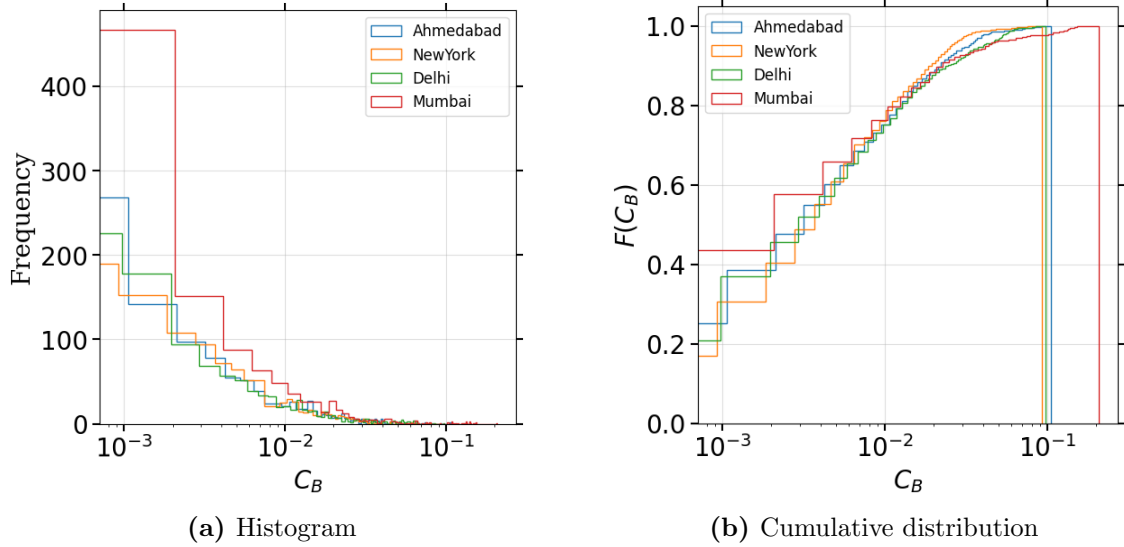 Ahmedabad
NewYork
Delhi
Mumbai
400
300
200
100
0
Frequency
10⁻³
10⁻²
10⁻¹
C_B
(a) Histogram
Ahmedabad
NewYork
Delhi
Mumbai
1.0
0.8
0.6
0.4
0.2
0.0
F(C_B)
10⁻³
10⁻²
10⁻¹
C_B
(b) Cumulative distribution